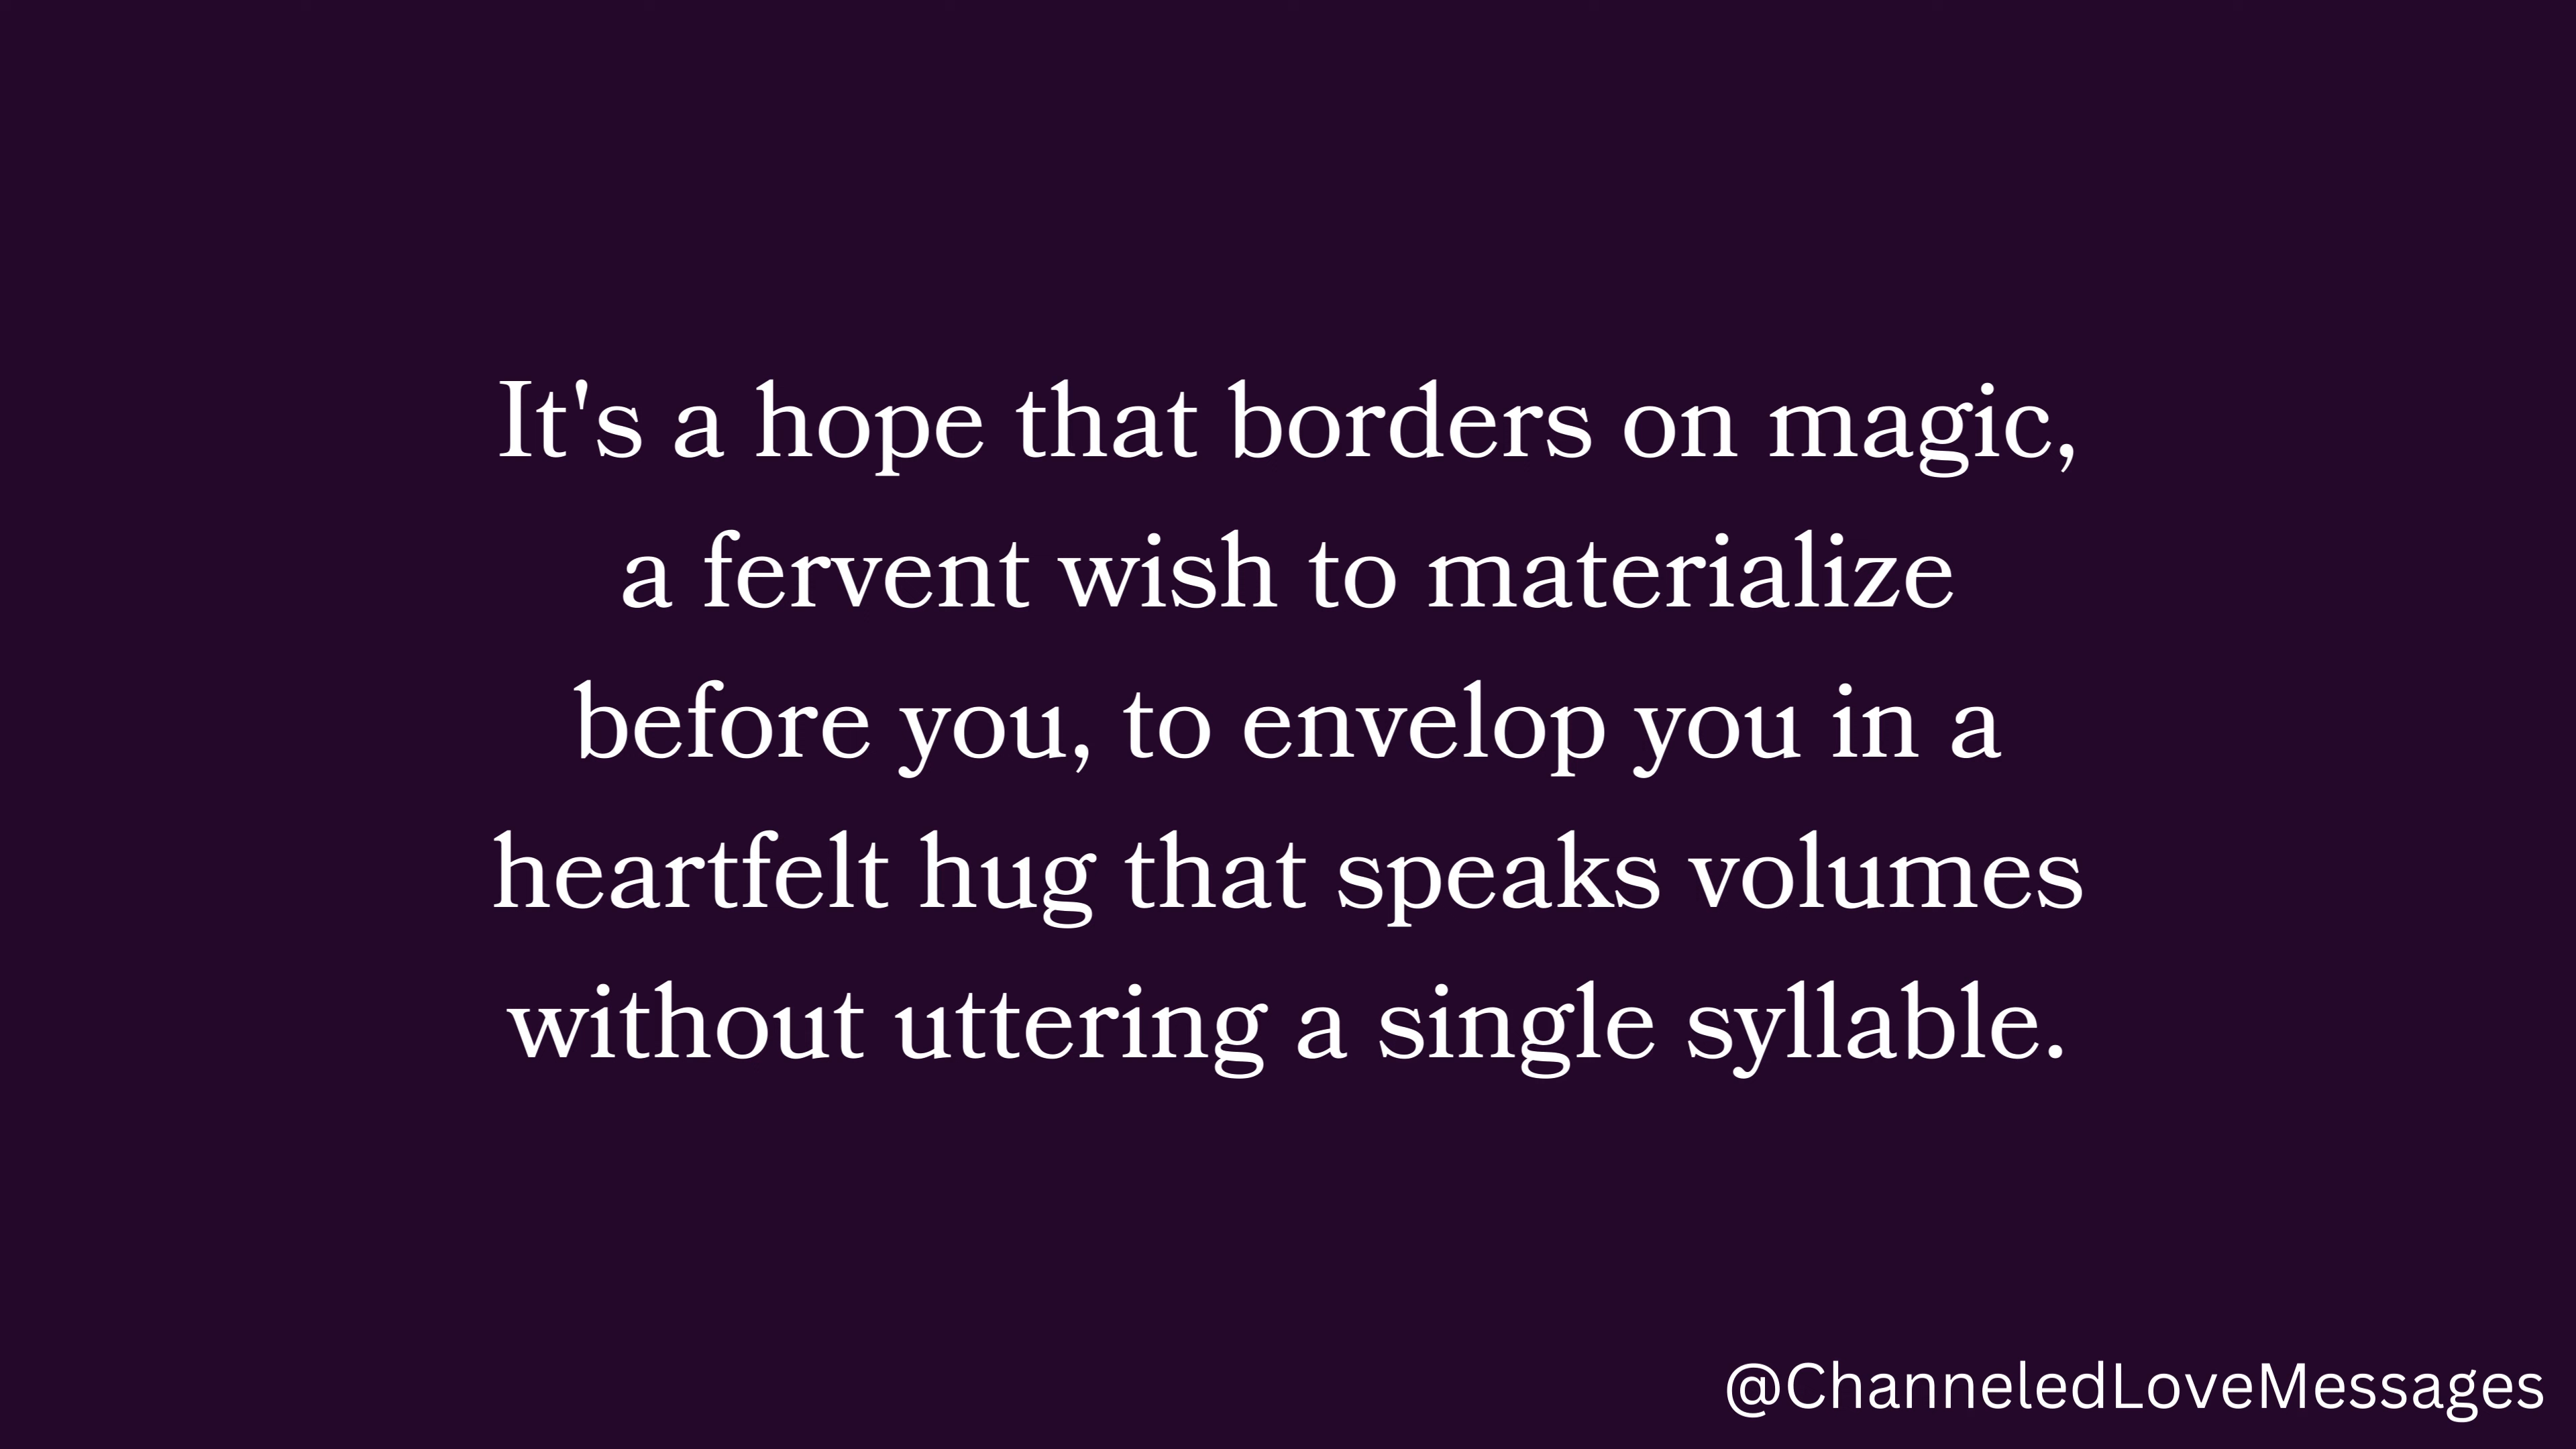 It's a hope that borders on magic,
a fervent wish to materialize
before you, to envelop you in a
heartfelt hug that speaks volumes
without uttering a single syllable.
@ChanneledLoveMessages